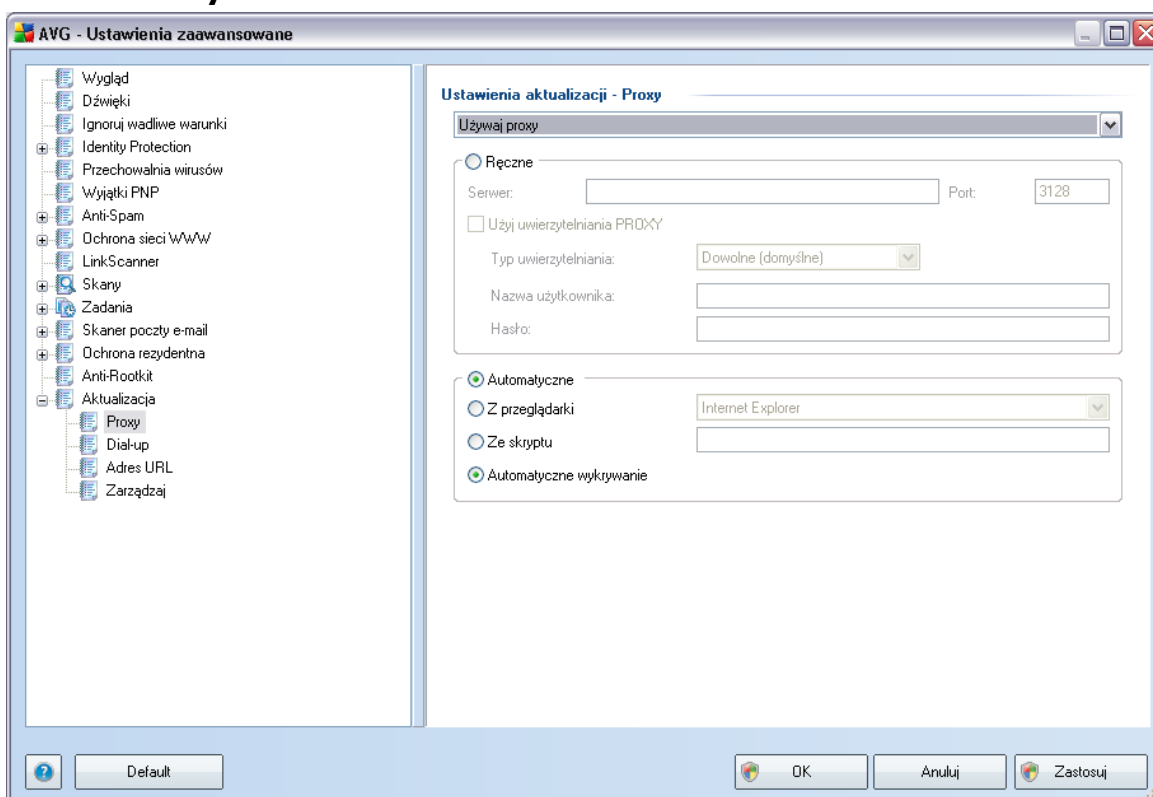 AVG - Ustawienia zaawansowane
Wygląd
Dźwięki
Ignoruj wadliwe warunki
Identity Protection
Przechowalnia wirusów
Wyjątki PNP
Anti-Spam
Ochrona sieci WWW
LinkScanner
Skany
Zadania
Skaner poczty e-mail
Ochrona rezydentna
Anti-Rootkit
Aktualizacja
Proxy
Dial-up
Adres URL
Zarządzaj
Ustawienia aktualizacji - Proxy
Używaj proxy
Ręczne
Serwer: Port: 3128
Użyj uwierzytelniania PROXY
Typ uwierzytelniania: Dowolne (domyślne)
Nazwa użytkownika:
Hasło:
Automatyczne
Z przeglądarki Internet Explorer
Ze skryptu
Automatyczne wykrywanie
Default OK Anuluj Zastosuj